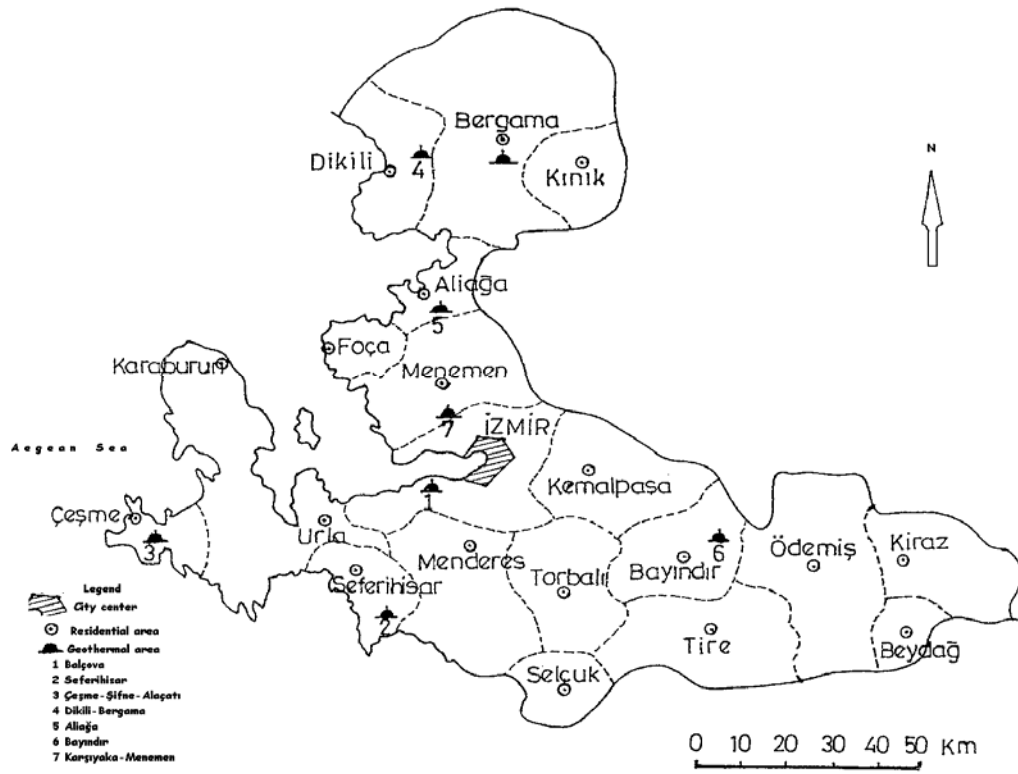 Bergama
Dikili
4
Kınık
N
Aliağa
5
Foça
Karaburun
Menemen
7
İZMİR
Aegean Sea
Kemalpaşa
1
Çeşme
3
Urla
Menderes
6
Ödemiş
Kiraz
Seferihisar
Torbalı
Bayındır
2
Tire
Beydağ
Selçuk
Legend
City center
Residential area
Geothermal area
1 Balçova
2 Seferihisar
3 Çeşme-Şifne-Alaçatı
4 Dikili-Bergama
5 Aliağa
6 Bayındır
7 Karşıyaka-Menemen
0 10 20 30 40 50 Km